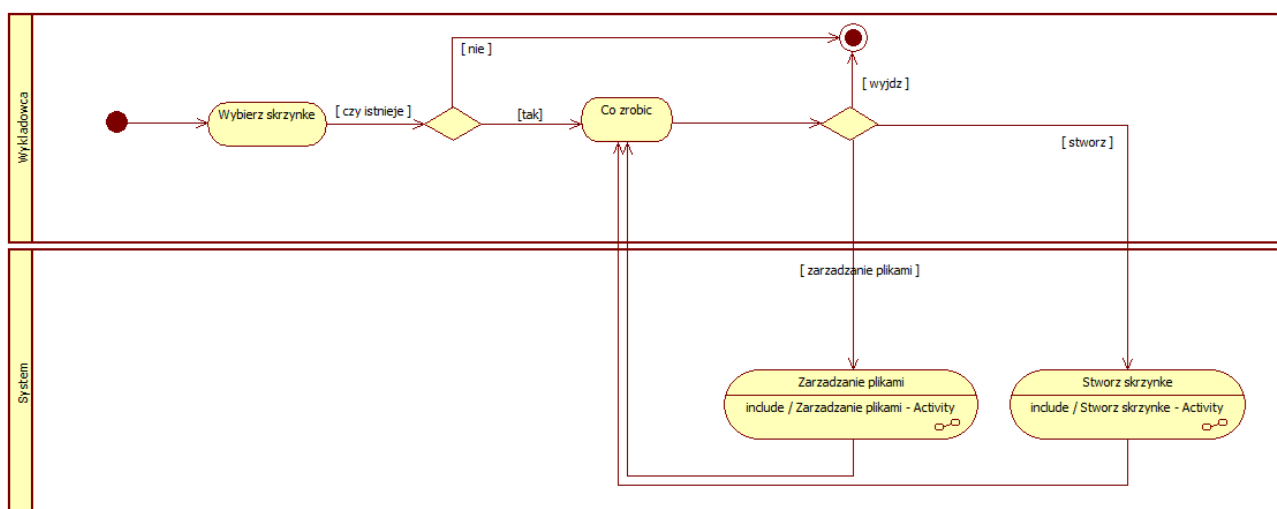 Wykladowca
[ nie ]
[ wyjdz ]
Wybierz skrzynke
[ czy istnieje ]
[tak]
Co zrobic
[ stworz ]
System
[ zarzadzanie plikami ]
Zarzadzanie plikami
include / Zarzadzanie plikami - Activity
Stworz skrzynke
include / Stworz skrzynke - Activity